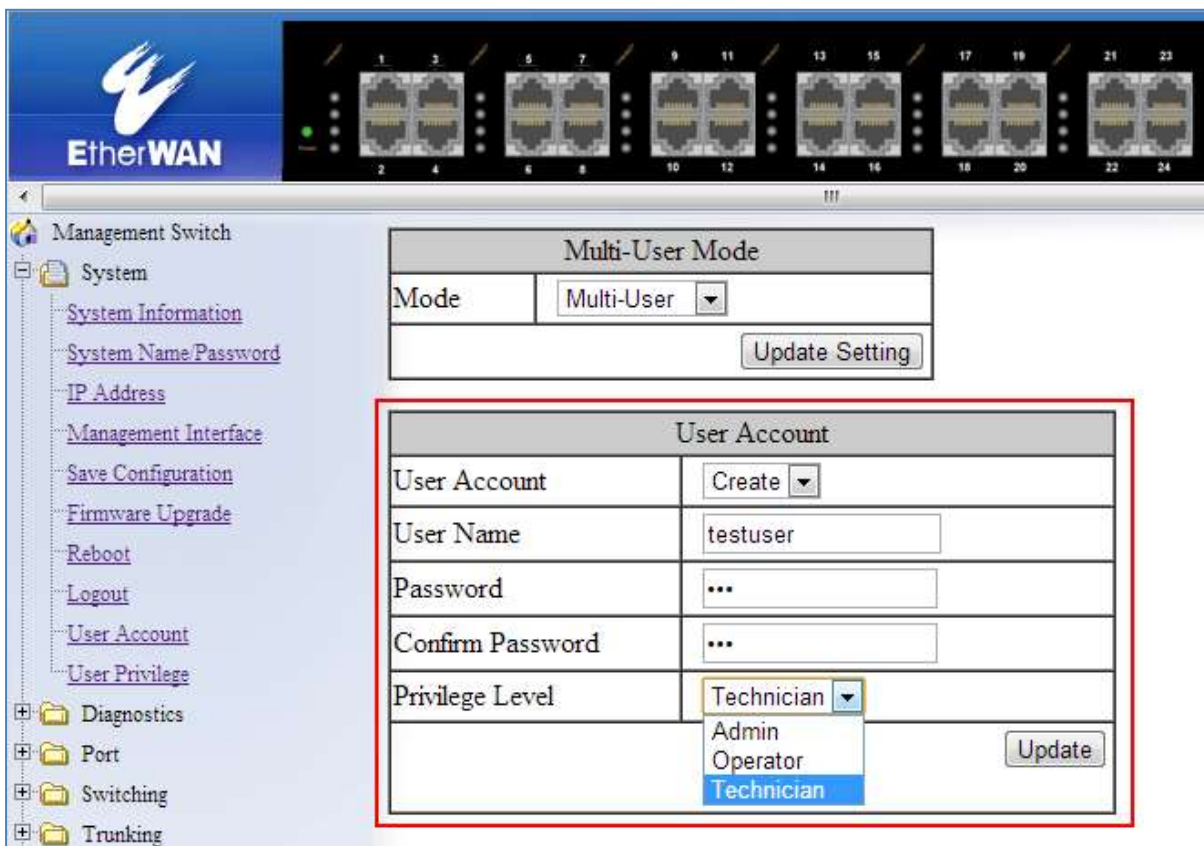 1 3 5 7 9 11 13 15 17 19 21 23
EtherWAN
2 4 6 8 10 12 14 16 18 20 22 24
Management Switch
System
System Information
System Name/Password
IP Address
Management Interface
Save Configuration
Firmware Upgrade
Reboot
Logout
User Account
User Privilege
Diagnostics
Port
Switching
Trunking
Multi-User Mode
Mode Multi-User
Update Setting
User Account
User Account Create
User Name testuser
Password •••
Confirm Password •••
Privilege Level Technician
Admin
Operator
Technician
Update